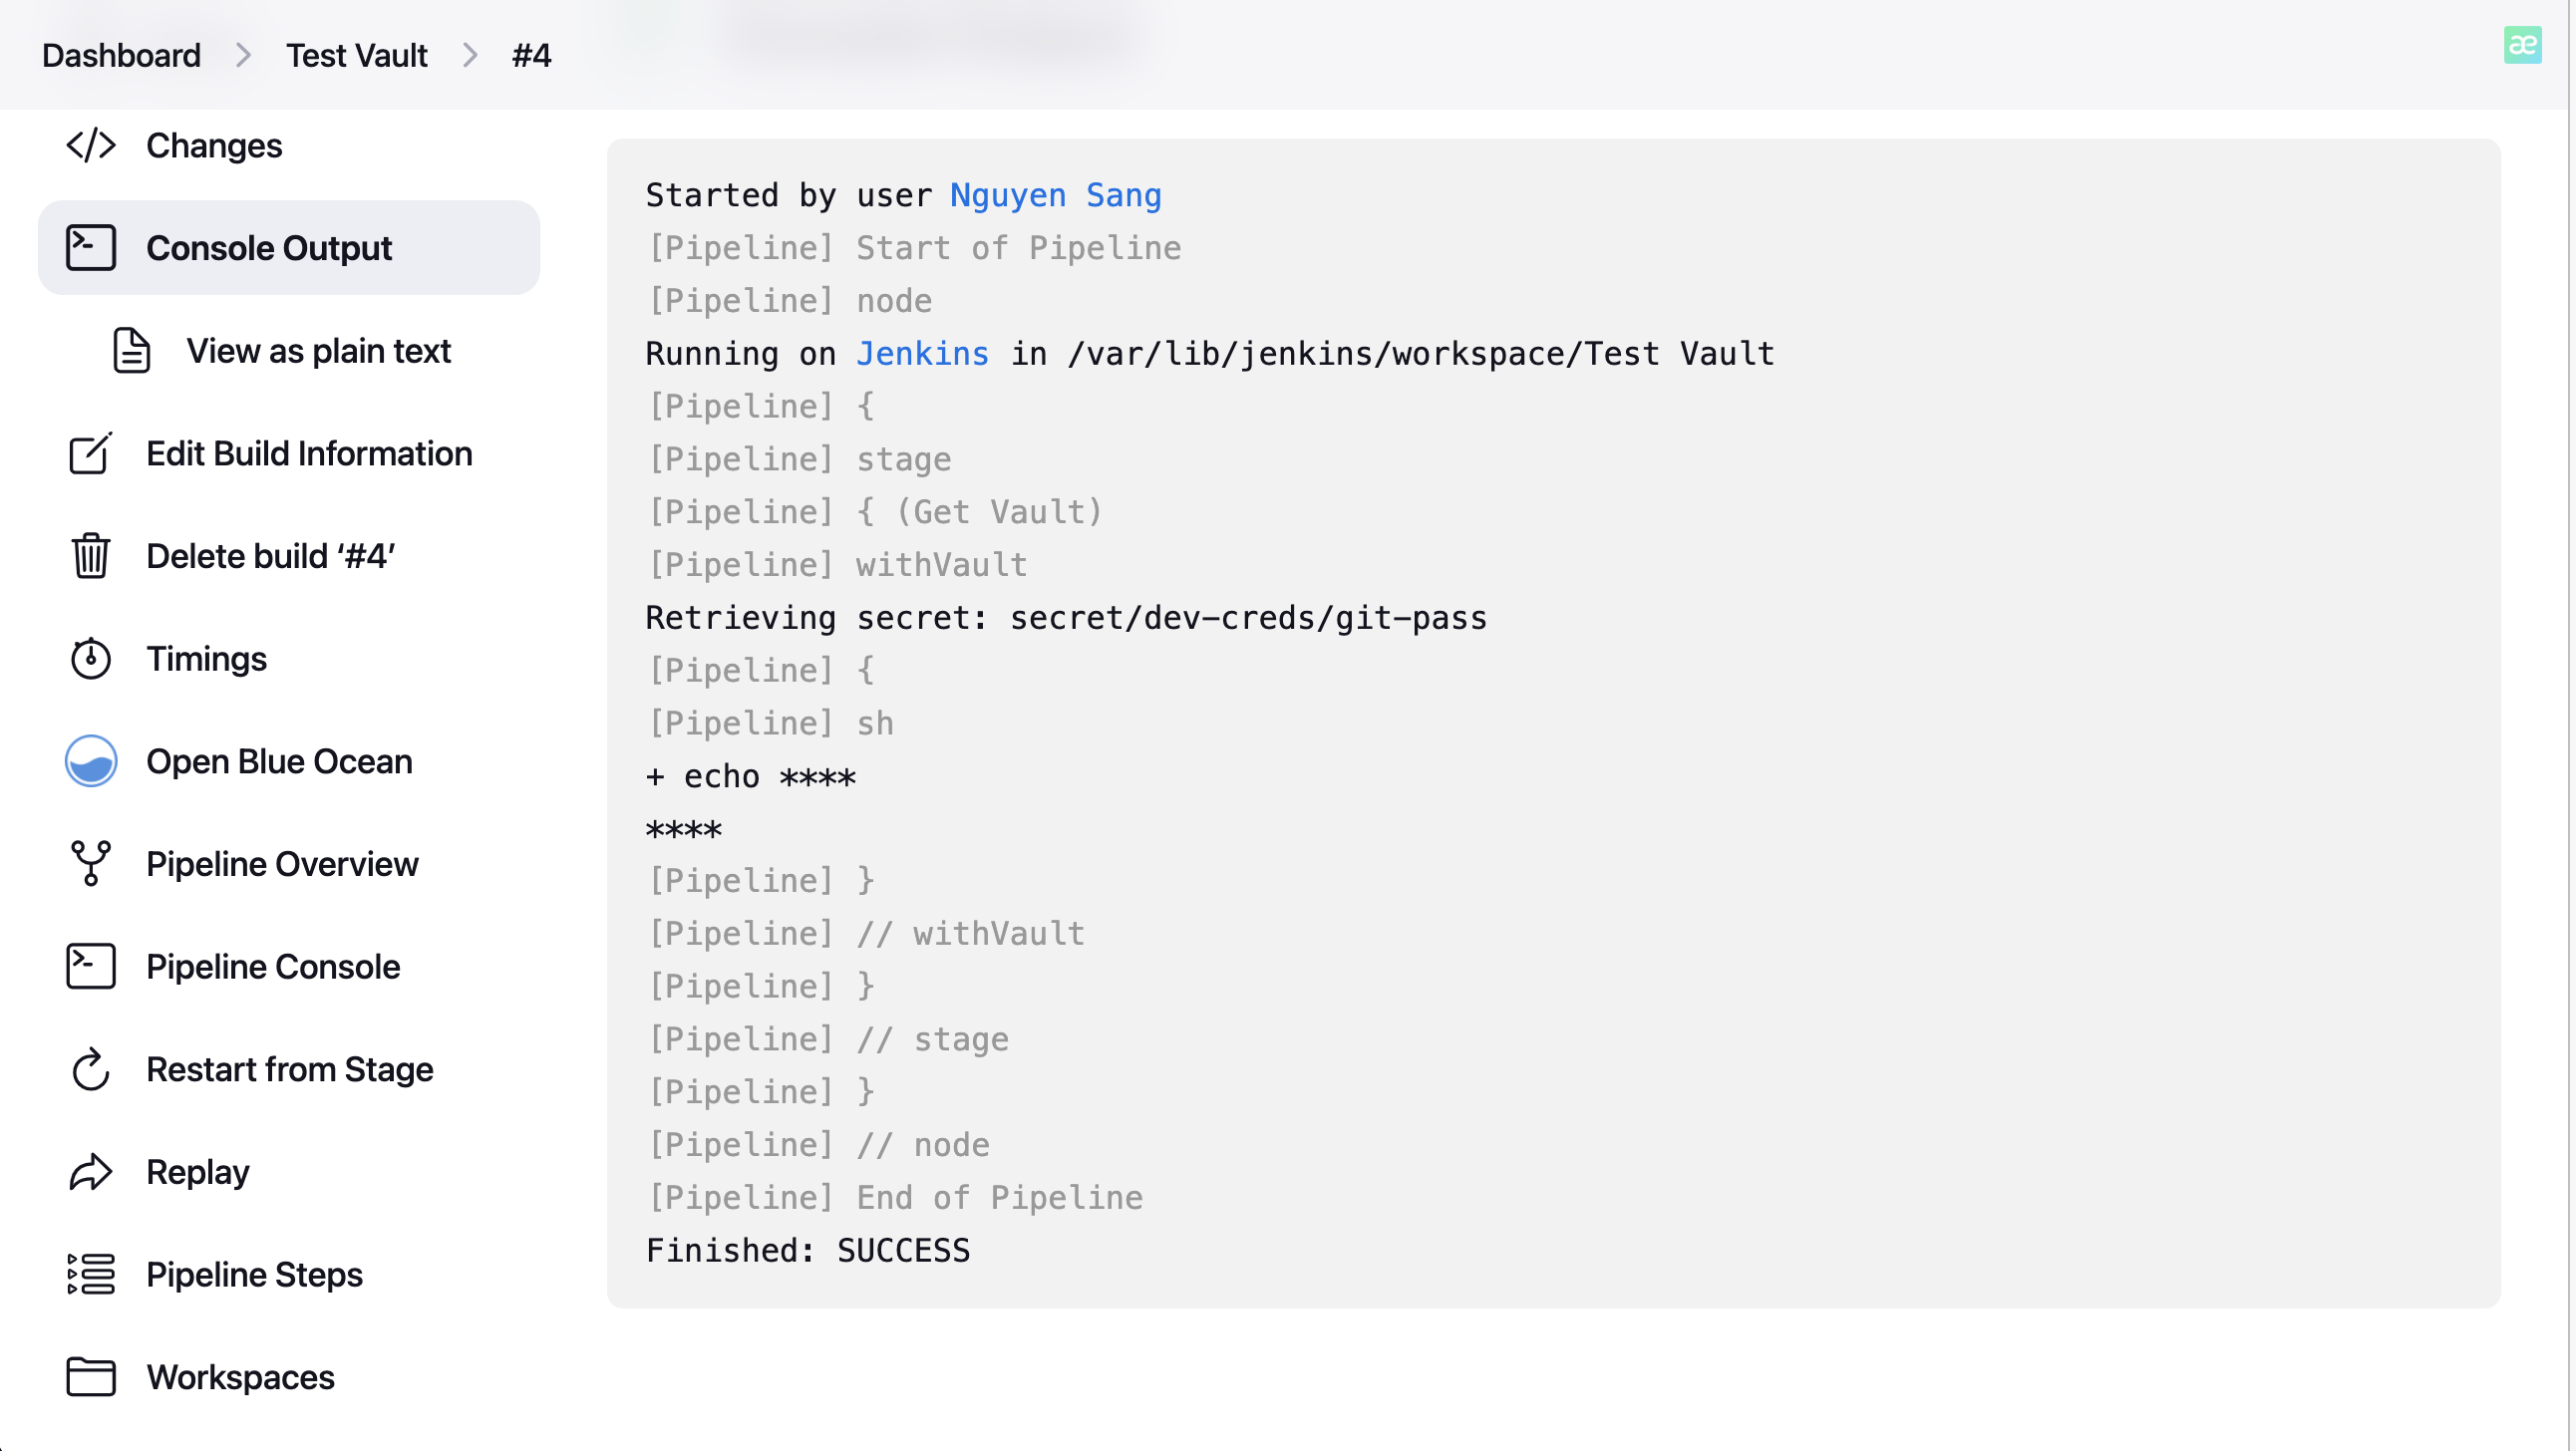 Dashboard > Test Vault > #4
æ
Changes
Console Output
View as plain text
Edit Build Information
Delete build ‘#4’
Timings
Open Blue Ocean
Pipeline Overview
Pipeline Console
Restart from Stage
Replay
Pipeline Steps
Workspaces
Started by user Nguyen Sang
[Pipeline] Start of Pipeline
[Pipeline] node
Running on Jenkins in /var/lib/jenkins/workspace/Test Vault
[Pipeline] {
[Pipeline] stage
[Pipeline] { (Get Vault)
[Pipeline] withVault
Retrieving secret: secret/dev-creds/git-pass
[Pipeline] {
[Pipeline] sh
+ echo ****
****
[Pipeline] }
[Pipeline] // withVault
[Pipeline] }
[Pipeline] // stage
[Pipeline] }
[Pipeline] // node
[Pipeline] End of Pipeline
Finished: SUCCESS